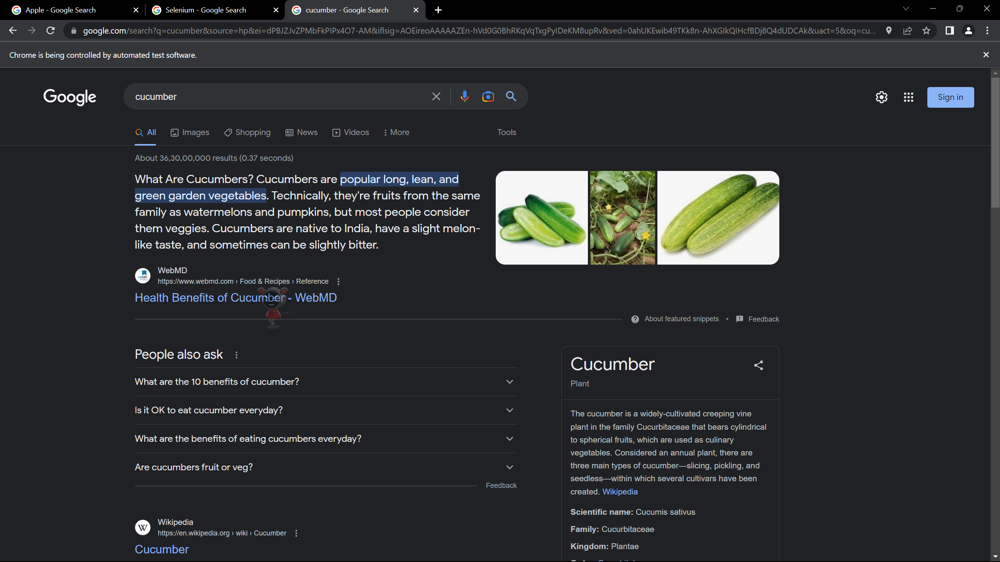 Apple - Google Search
Selenium - Google Search
cucumber - Google Search
google.com/search?q=cucumber&source=hp&ei=dPBJZJvZPMbFkPIPx4O7-AM&iflsig=AOEireoAAAAAZEn-hVd0G0BhRKqVqTxgPyIDeKM8upRv&ved=0ahUKEwib49TKk8n-AhXGIkQIHcfBDj8Q4dUDCAk&uact=5&oq=cu...
Chrome is being controlled by automated test software.
Google
cucumber
Sign in
All
Images
Shopping
News
Videos
More
Tools
About 36,30,00,000 results (0.37 seconds)
What Are Cucumbers? Cucumbers are popular long, lean, and
green garden vegetables. Technically, they're fruits from the same
family as watermelons and pumpkins, but most people consider
them veggies. Cucumbers are native to India, have a slight melon-
like taste, and sometimes can be slightly bitter.
WebMD
https://www.webmd.com › Food & Recipes › Reference
Health Benefits of Cucumber - WebMD
About featured snippets • Feedback
People also ask
What are the 10 benefits of cucumber?
Is it OK to eat cucumber everyday?
What are the benefits of eating cucumbers everyday?
Are cucumbers fruit or veg?
Feedback
W
Wikipedia
https://en.wikipedia.org › wiki › Cucumber
Cucumber
Cucumber
Plant
The cucumber is a widely-cultivated creeping vine
plant in the family Cucurbitaceae that bears cylindrical
to spherical fruits, which are used as culinary
vegetables. Considered an annual plant, there are
three main types of cucumber—slicing, pickling, and
seedless—within which several cultivars have been
created. Wikipedia
Scientific name: Cucumis sativus
Family: Cucurbitaceae
Kingdom: Plantae